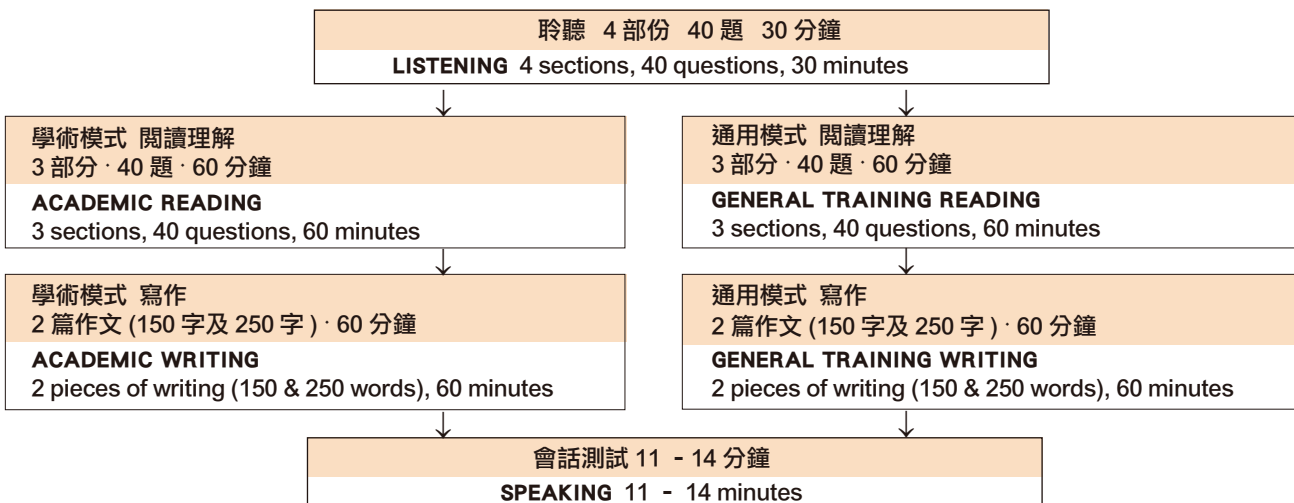 聆聽 4 部份 40 題 30 分鐘
LISTENING 4 sections, 40 questions, 30 minutes
學術模式 閱讀理解
3 部分 · 40 題 · 60 分鐘
ACADEMIC READING
3 sections, 40 questions, 60 minutes
通用模式 閱讀理解
3 部分 · 40 題 · 60 分鐘
GENERAL TRAINING READING
3 sections, 40 questions, 60 minutes
學術模式 寫作
2 篇作文 (150 字及 250 字 ) · 60 分鐘
ACADEMIC WRITING
2 pieces of writing (150 & 250 words), 60 minutes
通用模式 寫作
2 篇作文 (150 字及 250 字 ) · 60 分鐘
GENERAL TRAINING WRITING
2 pieces of writing (150 & 250 words), 60 minutes
會話測試 11 - 14 分鐘
SPEAKING 11 - 14 minutes